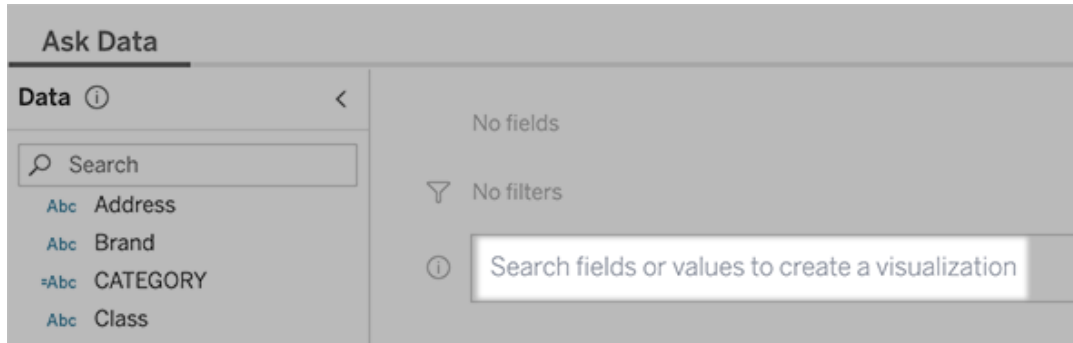 Ask Data
Data ⓘ <
Search
Abc Address
Abc Brand
=Abc CATEGORY
Abc Class
No fields
No filters
ⓘ Search fields or values to create a visualization